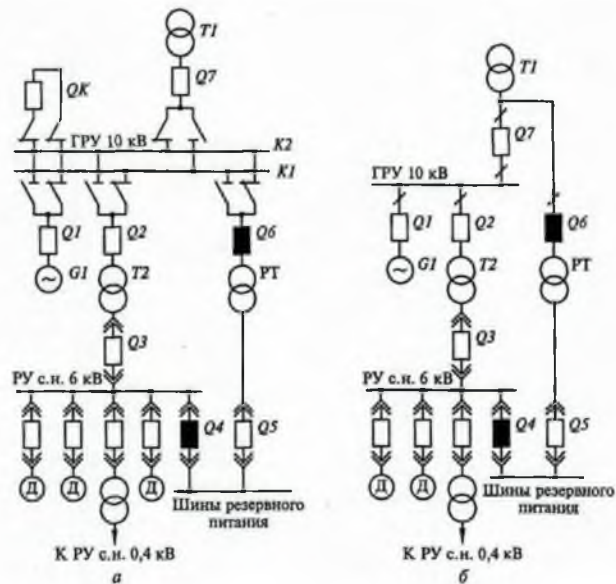 T1
QK
Q7
ГРУ 10 кВ
K2
K1
Q1
Q2
Q6
G1
T2
РТ
Q3
РУ с.н. 6 кВ
Q4
Q5
Д
Д
Д
Шины резервного
питания
К РУ с.н. 0,4 кВ
а
T1
Q7
ГРУ 10 кВ
Q1
Q2
Q6
G1
T2
РТ
Q3
РУ с.н. 6 кВ
Q4
Q5
Д
Д
Шины резервного
питания
К РУ с.н. 0,4 кВ
б